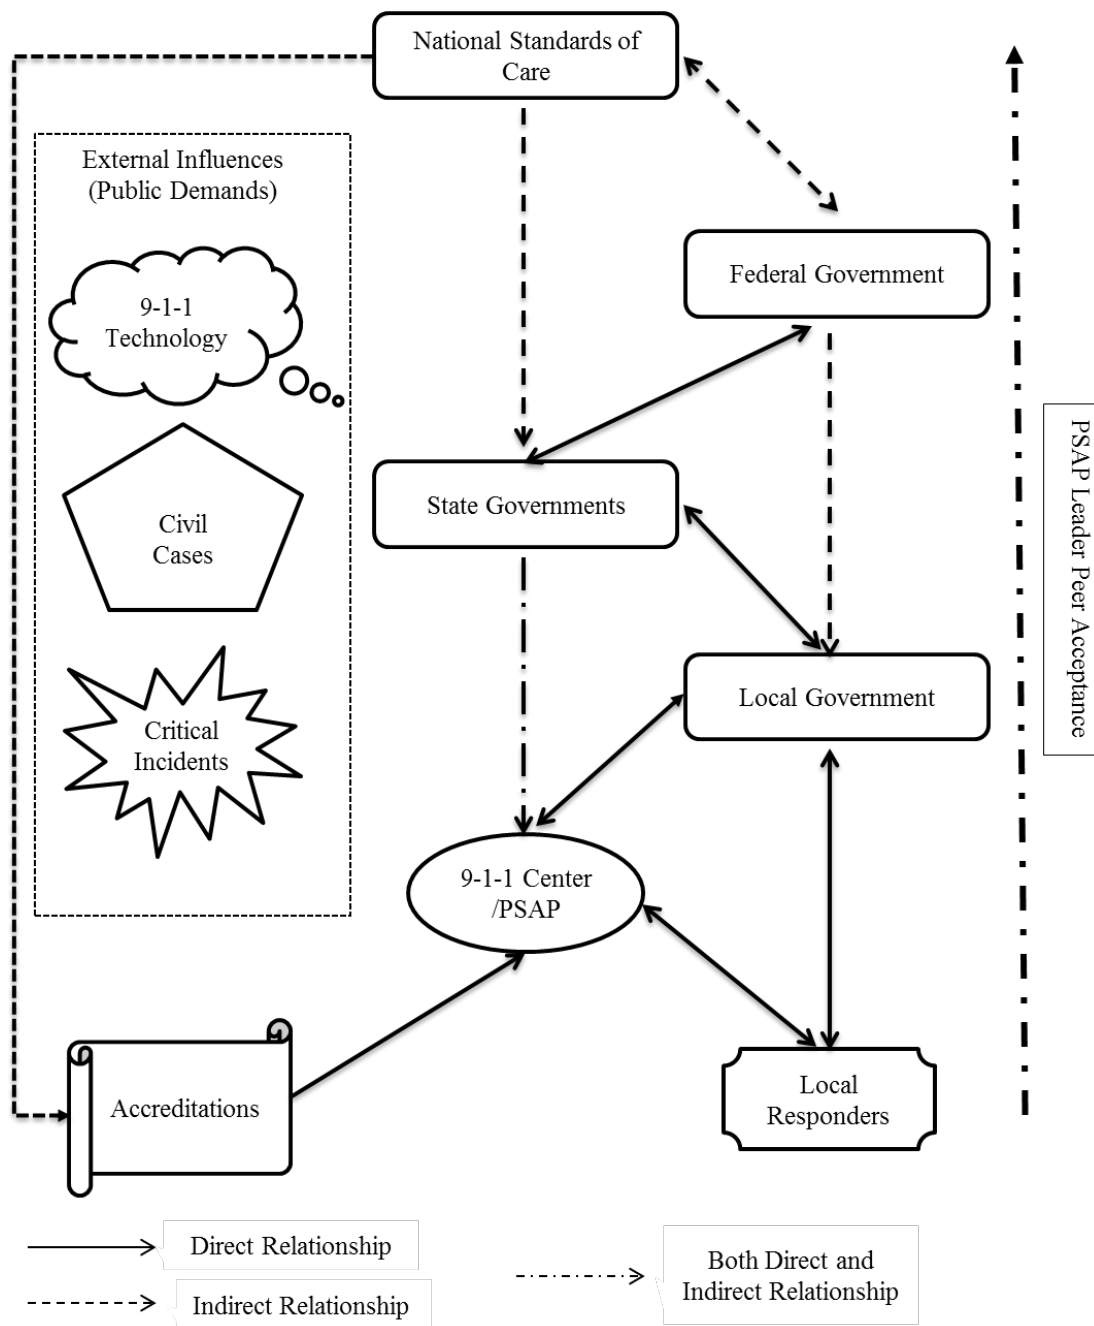 National Standards of
Care
External Influences
(Public Demands)
9-1-1
Technology
Federal Government
Civil
Cases
State Governments
PSAP Leader Peer Acceptance
Critical
Incidents
Local Government
9-1-1 Center
/PSAP
Accreditations
Local
Responders
Direct Relationship
Indirect Relationship
Both Direct and
Indirect Relationship